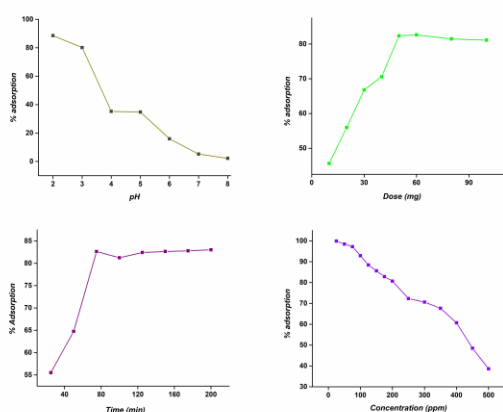 100
80
60
40
20
0
% adsorption
2 3 4 5 6 7 8
pH
80
70
60
50
% adsorption
0 30 60 90
Dose (mg)
85
80
75
70
65
60
55
% Adsorption
40 80 120 160 200
Time (min)
100
90
80
70
60
50
40
30
% adsorption
0 100 200 300 400 500
Concentration (ppm)